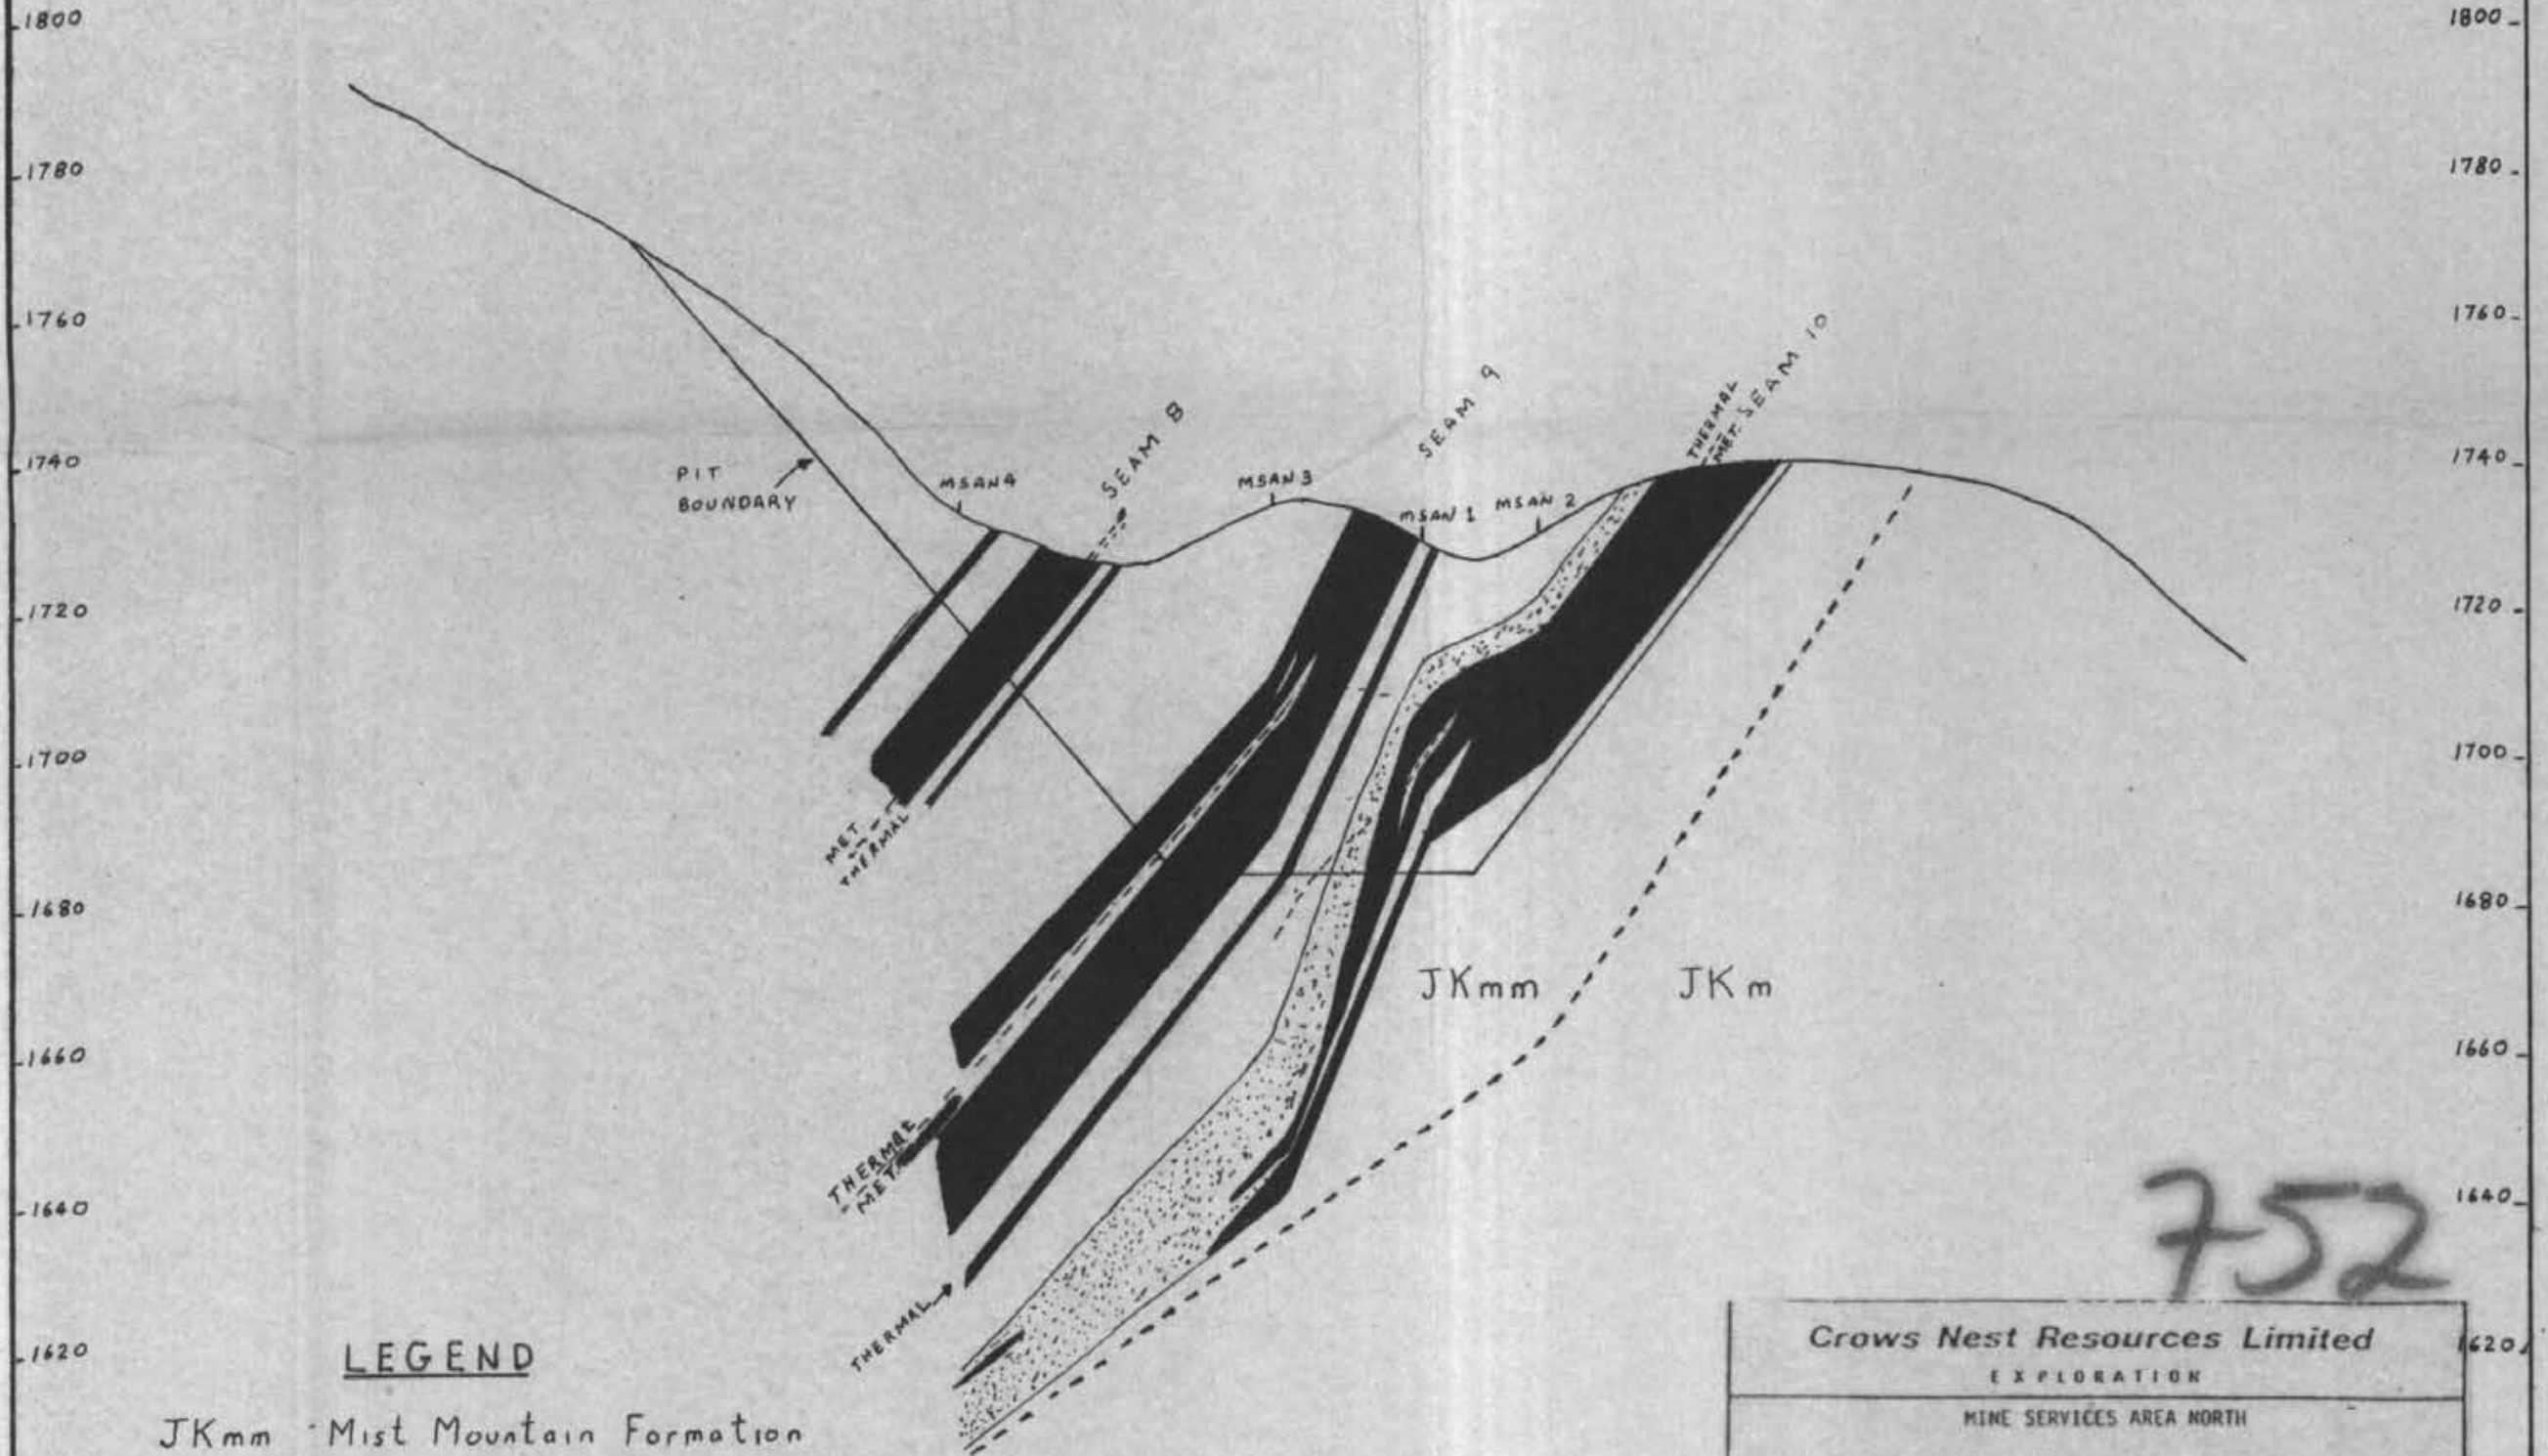 1800
1780
1760
1740
1720
1700
1680
1660
1640
1620
1800
1780
1760
1740
1720
1700
1680
1660
1640
1620
PIT
BOUNDARY
MSAN4
SEAM 8
MSAN 3
SEAM 9
MSAN 1
MSAN 2
THERMAL
MET.
SEAM 10
MET
THERMAL
THERMAL
MET.
THERMAL
JKmm
JKm
752
LEGEND
JKmm - Mist Mountain Formation
Crows Nest Resources Limited
EXPLORATION
MINE SERVICES AREA NORTH